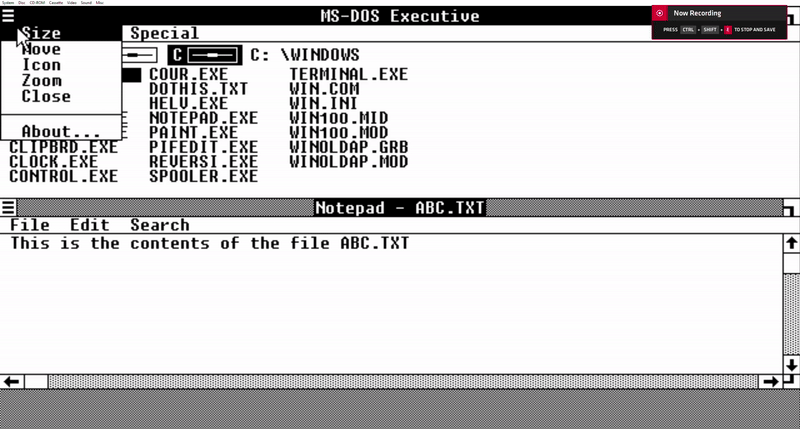 System Disc CD-ROM Cassette Video Sound Misc
MS-DOS Executive
Now Recording
PRESS CTRL + SHIFT + E TO STOP AND SAVE
Size
Move
Icon
Zoom
Close
About...
Special
C C: \WINDOWS
COUR.EXE TERMINAL.EXE
DOTHIS.TXT WIN.COM
HELV.EXE WIN.INI
NOTEPAD.EXE WIN100.MID
PAINT.EXE WIN100.MOD
CLIPBRD.EXE PIFEDIT.EXE WINOLDAP.GRB
CLOCK.EXE REVERSI.EXE WINOLDAP.MOD
CONTROL.EXE SPOOLER.EXE
Notepad - ABC.TXT
File Edit Search
This is the contents of the file ABC.TXT